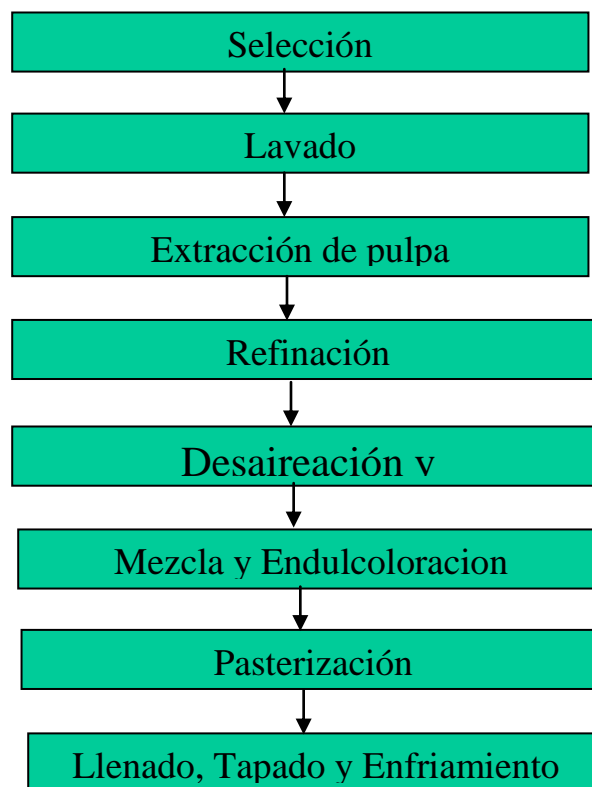 Selección
Lavado
Extracción de pulpa
Refinación
Desaireación v
Mezcla y Endulcoloracion
Pasterización
Llenado, Tapado y Enfriamiento